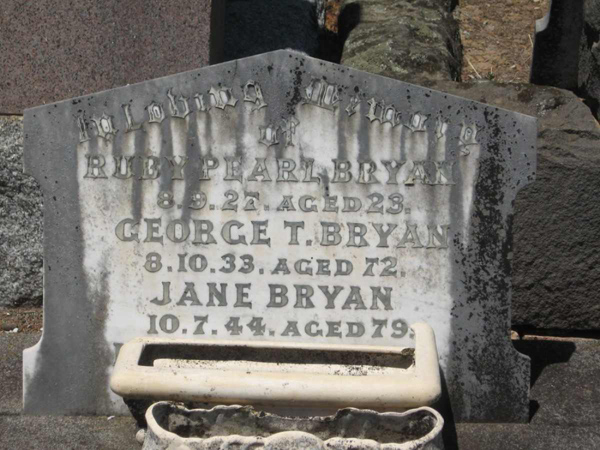 In Loving Memory
of
RUBY PEARL BRYAN
8.9.27. AGED 23.
GEORGE T. BRYAN
8.10.33. AGED 72.
JANE BRYAN
10.7.44. AGED 79.